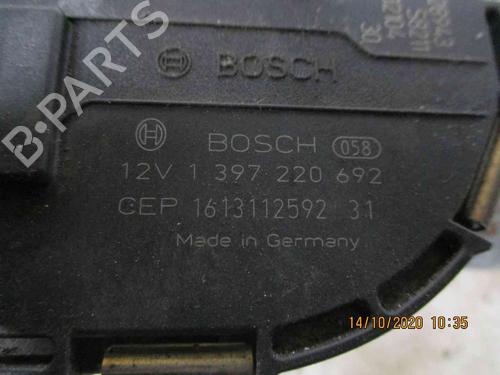 BOSCH
BOSCH 058
12V 1 397 220 692
CEP 1613112592 31
Made in Germany
B-PARTS
14/10/2020 10:35